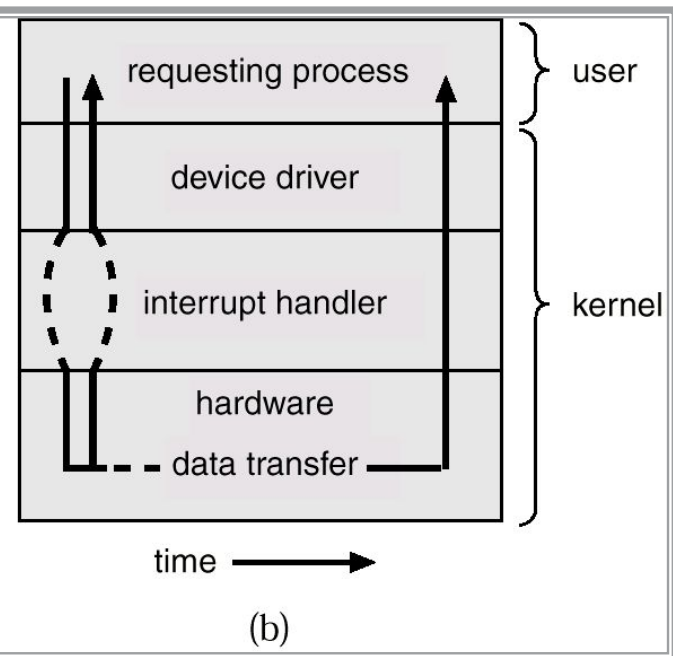 requesting process
user
device driver
interrupt handler
kernel
hardware
data transfer
time
(b)